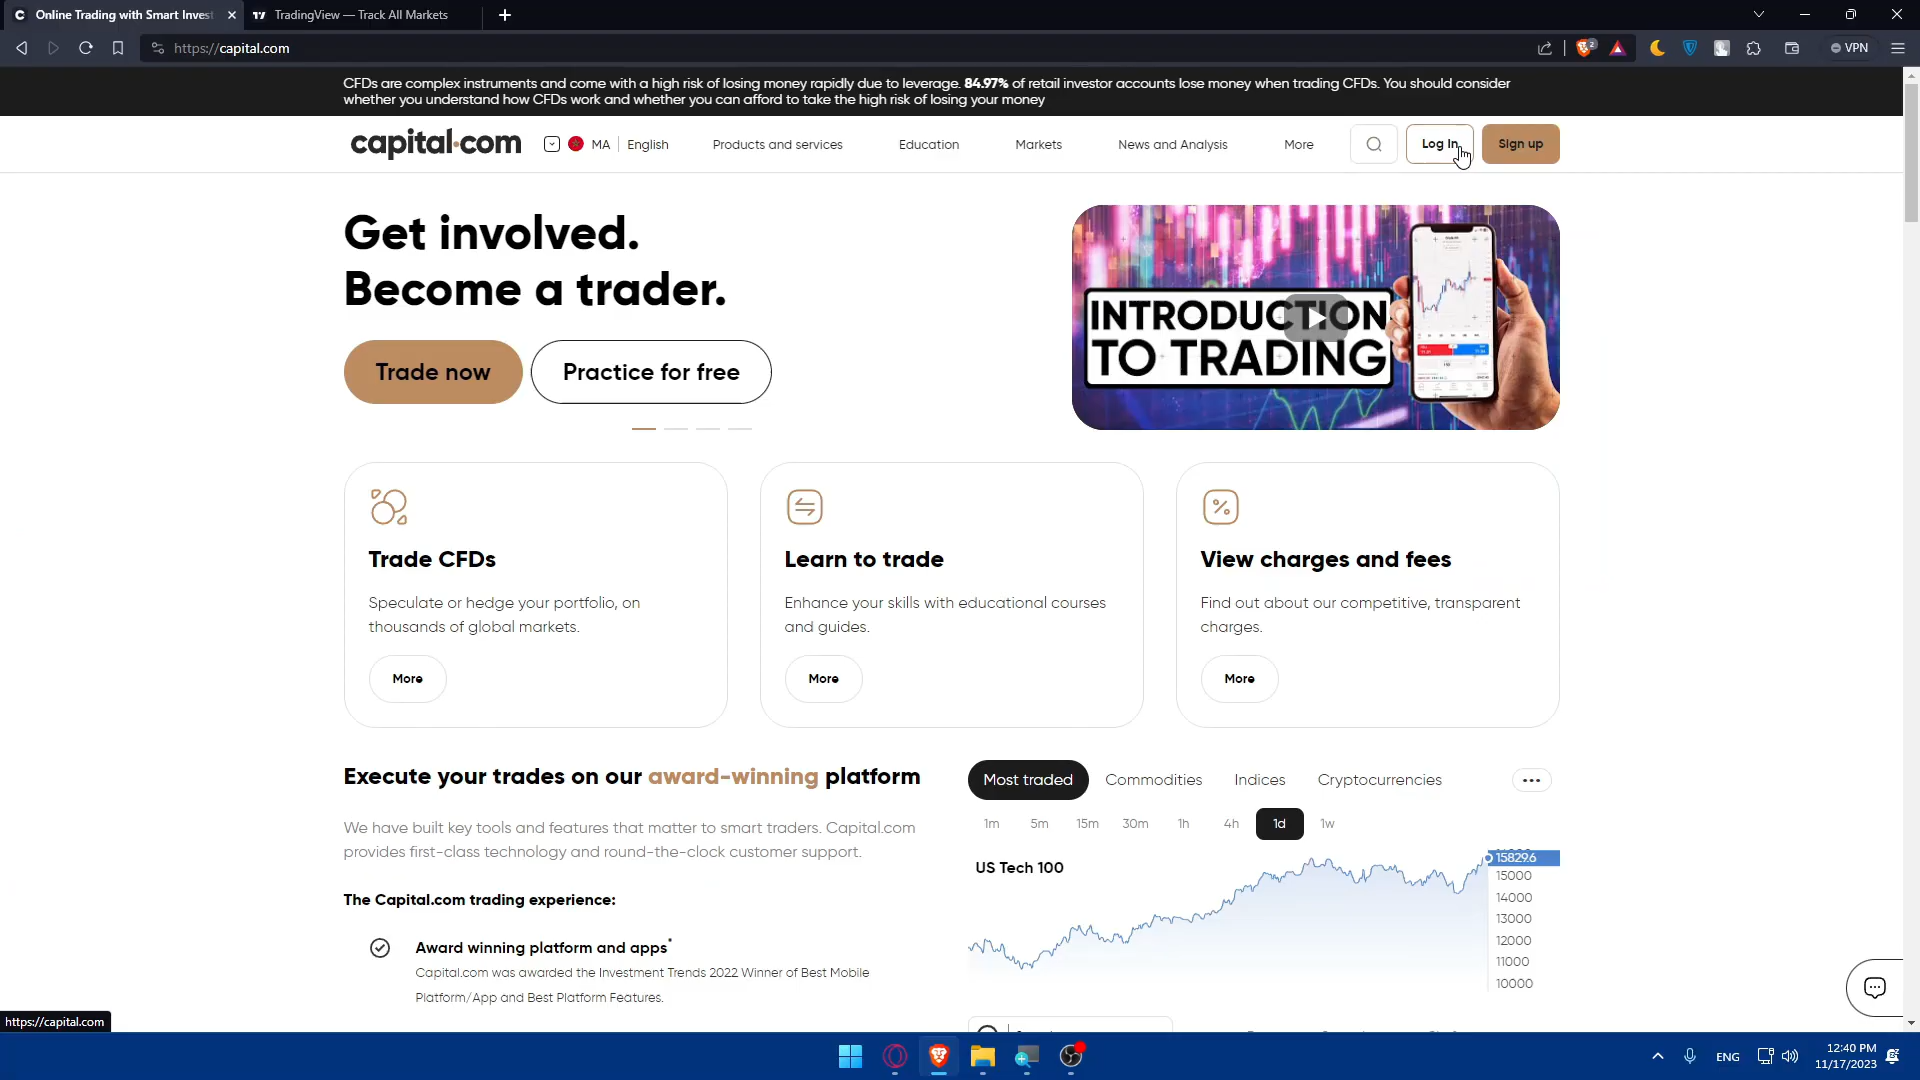 Online Trading with Smart Invest
TradingView — Track All Markets
https://capital.com
2
VPN
CFDs are complex instruments and come with a high risk of losing money rapidly due to leverage. 84.97% of retail investor accounts lose money when trading CFDs. You should consider
whether you understand how CFDs work and whether you can afford to take the high risk of losing your money
capital.com
MA
English
Products and services
Education
Markets
News and Analysis
More
Log In
Sign up
Get involved.
Become a trader.
Trade now
Practice for free
INTRODUCTION
TO TRADING
Trade CFDs
Speculate or hedge your portfolio, on
thousands of global markets.
More
Learn to trade
Enhance your skills with educational courses
and guides.
More
View charges and fees
Find out about our competitive, transparent
charges.
More
Execute your trades on our award-winning platform
We have built key tools and features that matter to smart traders. Capital.com
provides first-class technology and round-the-clock customer support.
The Capital.com trading experience:
Award winning platform and apps*
Capital.com was awarded the Investment Trends 2022 Winner of Best Mobile
Platform/App and Best Platform Features.
Most traded
Commodities
Indices
Cryptocurrencies
1m
5m
15m
30m
1h
4h
1d
1w
US Tech 100
15829.6
15000
14000
13000
12000
11000
10000
https://capital.com
ENG
12:40 PM
11/17/2023